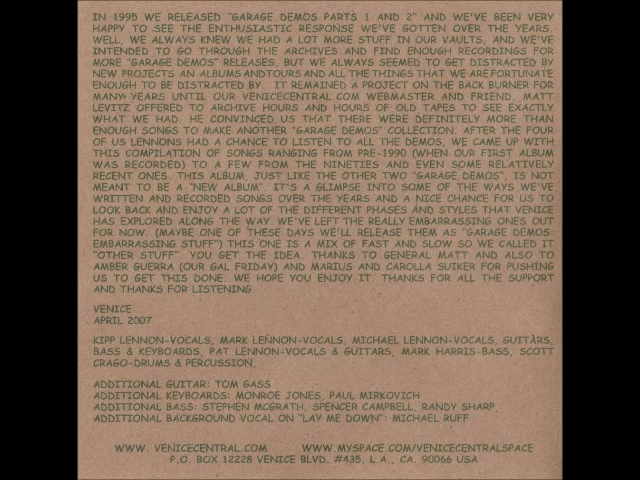 IN 1995 WE RELEASED "GARAGE DEMOS PARTS 1 AND 2" AND WE'VE BEEN VERY
HAPPY TO SEE THE ENTHUSIASTIC RESPONSE WE'VE GOTTEN OVER THE YEARS.
WELL, WE ALWAYS KNEW WE HAD A LOT MORE STUFF IN OUR VAULTS, AND WE'VE
INTENDED TO GO THROUGH THE ARCHIVES AND FIND ENOUGH RECORDINGS FOR
MORE "GARAGE DEMOS" RELEASES, BUT WE ALWAYS SEEMED TO GET DISTRACTED BY
NEW PROJECTS AN ALBUMS AND TOURS AND ALL THE THINGS THAT WE ARE FORTUNATE
ENOUGH TO BE DISTRACTED BY. IT REMAINED A PROJECT ON THE BACK BURNER FOR
MANY YEARS UNTIL OUR VENICECENTRAL.COM WEBMASTER AND FRIEND, MATT
LEVITZ OFFERED TO ARCHIVE HOURS AND HOURS OF OLD TAPES TO SEE EXACTLY
WHAT WE HAD. HE CONVINCED US THAT THERE WERE DEFINITELY MORE THAN
ENOUGH SONGS TO MAKE ANOTHER "GARAGE DEMOS" COLLECTION. AFTER THE FOUR
OF US LENNONS HAD A CHANCE TO LISTEN TO ALL THE DEMOS, WE CAME UP WITH
THIS COMPILATION OF SONGS RANGING FROM PRE-1990 (WHEN OUR FIRST ALBUM
WAS RECORDED) TO A FEW FROM THE NINETIES AND EVEN SOME RELATIVELY
RECENT ONES. THIS ALBUM, JUST LIKE THE OTHER TWO "GARAGE DEMOS", IS NOT
MEANT TO BE A "NEW ALBUM". IT'S A GLIMPSE INTO SOME OF THE WAYS WE'VE
WRITTEN AND RECORDED SONGS OVER THE YEARS AND A NICE CHANCE FOR US TO
LOOK BACK AND ENJOY A LOT OF THE DIFFERENT PHASES AND STYLES THAT VENICE
HAS EXPLORED ALONG THE WAY WE'VE LEFT THE REALLY EMBARRASSING ONES OUT
FOR NOW. (MAYBE ONE OF THESE DAYS WE'LL RELEASE THEM AS "GARAGE DEMOS:
EMBARRASSING STUFF") THIS ONE IS A MIX OF FAST AND SLOW SO WE CALLED IT
"OTHER STUFF". YOU GET THE IDEA. THANKS TO GENERAL MATT AND ALSO TO
AMBER GUERRA (OUR GAL FRIDAY) AND MARIUS AND CAROLLA SUIKER FOR PUSHING
US TO GET THIS DONE. WE HOPE YOU ENJOY IT. THANKS FOR ALL THE SUPPORT
AND THANKS FOR LISTENING.
VENICE
APRIL 2007
KIPP LENNON-VOCALS, MARK LENNON-VOCALS, MICHAEL LENNON-VOCALS, GUITARS,
BASS & KEYBOARDS, PAT LENNON-VOCALS & GUITARS, MARK HARRIS-BASS, SCOTT
CRAGO-DRUMS & PERCUSSION,
ADDITIONAL GUITAR: TOM GASS
ADDITIONAL KEYBOARDS: MONROE JONES, PAUL MIRKOVICH
ADDITIONAL BASS: STEPHEN MCGRATH, SPENCER CAMPBELL, RANDY SHARP,
ADDITIONAL BACKGROUND VOCAL ON "LAY ME DOWN": MICHAEL RUFF
WWW. VENICECENTRAL.COM WWW.MYSPACE.COM/VENICECENTRALSPACE
P.O. BOX 12228 VENICE BLVD. #435, L.A., CA. 90066 USA